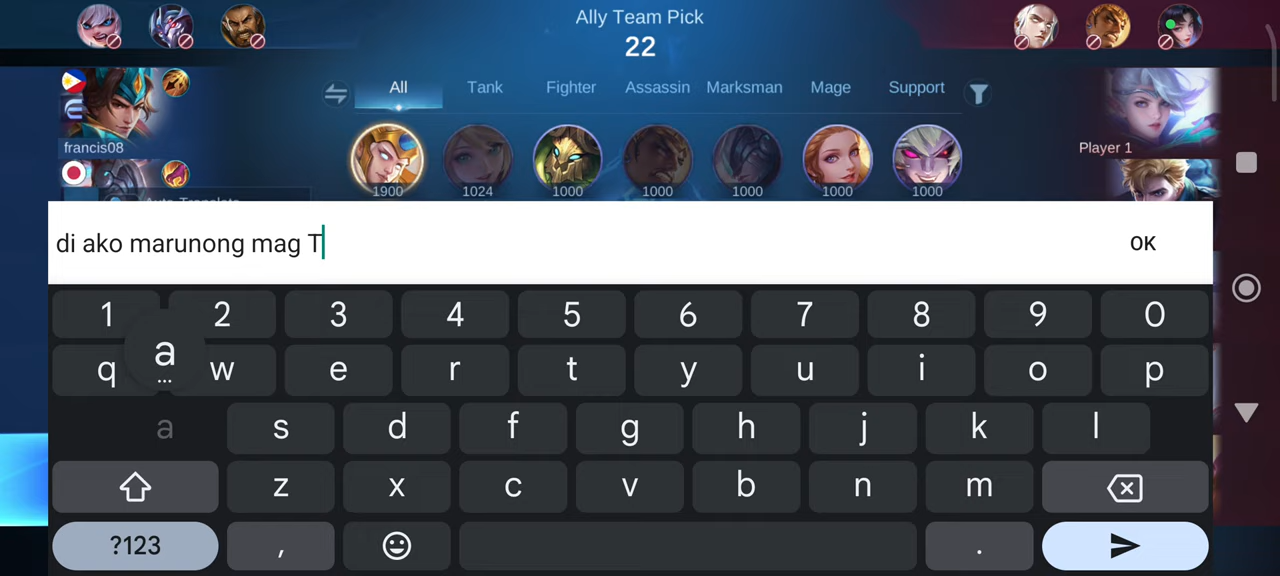 Ally Team Pick
22
All Tank Fighter Assassin Marksman Mage Support
francis08
Player 1
1900 1024 1000 1000 1000 1000 1000
di ako marunong mag T
OK
1 2 3 4 5 6 7 8 9 0
a
...
q w e r t y u i o p
a s d f g h j k l
z x c v b n m
?123 , .